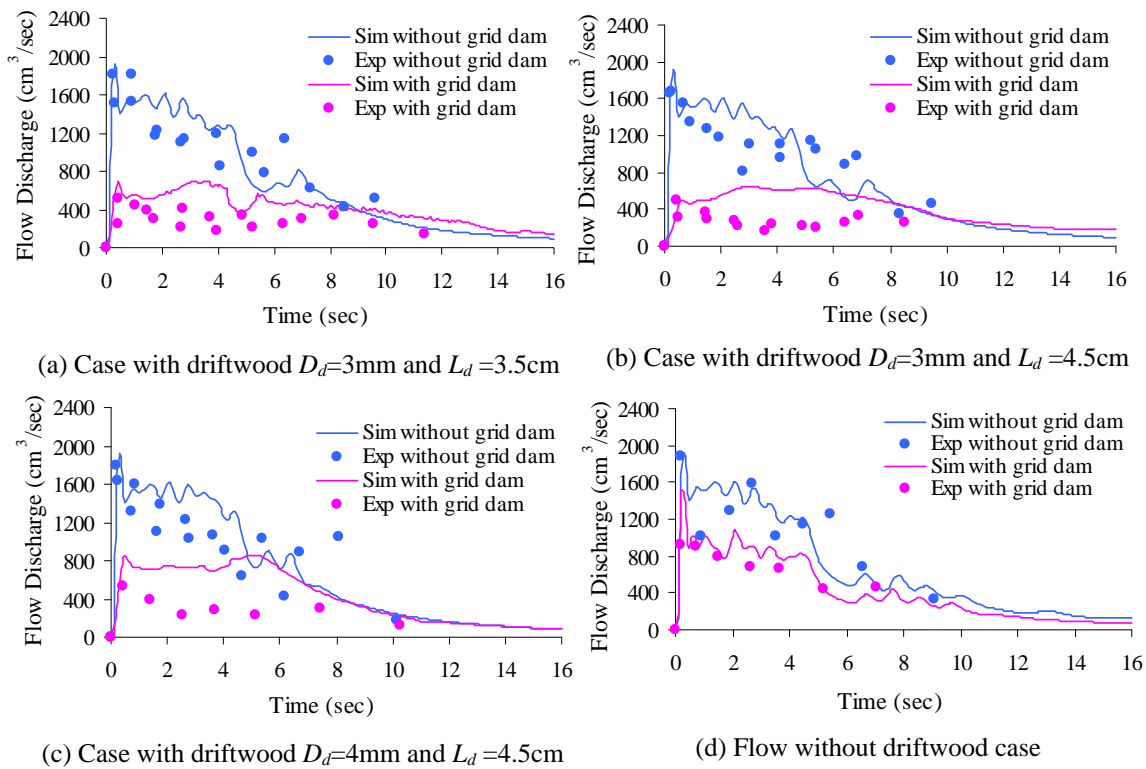 2400
2000
1600
1200
800
400
0
Flow Discharge (cm³/sec)
Sim without grid dam
Exp without grid dam
Sim with grid dam
Exp with grid dam
0 2 4 6 8 10 12 14 16
Time (sec)
(a) Case with driftwood Dd=3mm and Ld =3.5cm
2400
2000
1600
1200
800
400
0
Flow Discharge (cm³/sec)
Sim without grid dam
Exp without grid dam
Sim with grid dam
Exp with grid dam
0 2 4 6 8 10 12 14 16
Time (sec)
(b) Case with driftwood Dd=3mm and Ld =4.5cm
2400
2000
1600
1200
800
400
0
Flow Discharge (cm³/sec)
Sim without grid dam
Exp without grid dam
Sim with grid dam
Exp with grid dam
0 2 4 6 8 10 12 14 16
Time (sec)
(c) Case with driftwood Dd=4mm and Ld =4.5cm
2400
2000
1600
1200
800
400
0
Flow Discharge (cm³/sec)
Sim without grid dam
Exp without grid dam
Sim with grid dam
Exp with grid dam
0 2 4 6 8 10 12 14 16
Time (sec)
(d) Flow without driftwood case